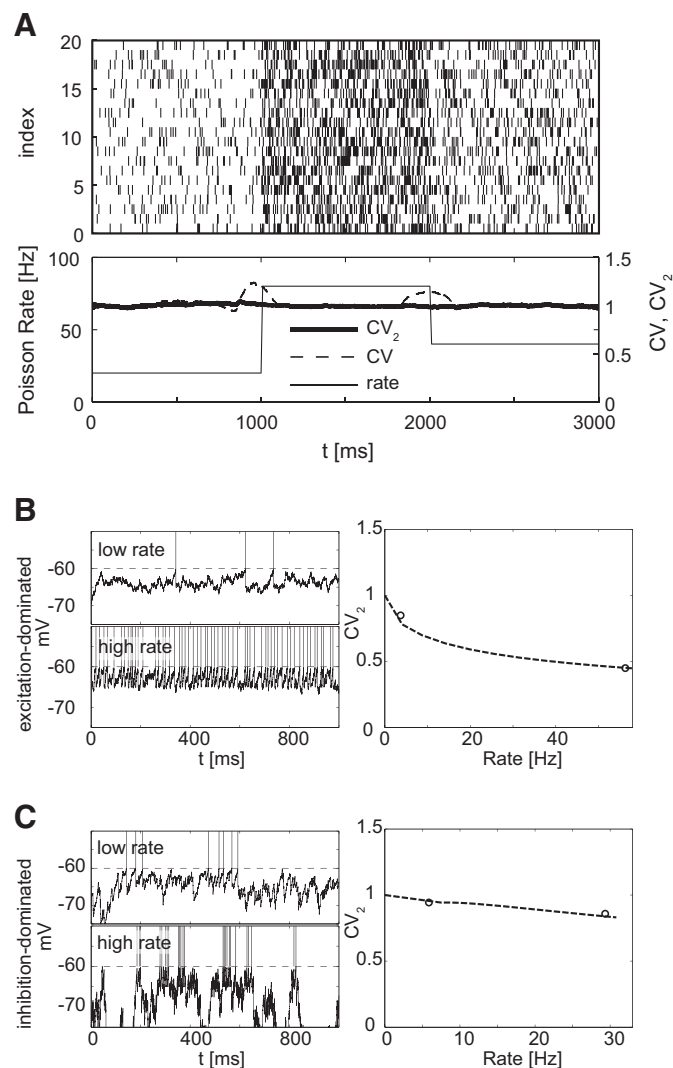 A
20
15
10
5
0
index
100
50
0
Poisson Rate [Hz]
1.5
1
0.5
0
CV, CV2
CV2
CV
rate
0 1000 2000 3000
t [ms]
B
excitation-dominated
mV
low rate
-60
-70
high rate
-60
-70
0 400 800
t [ms]
1.5
1
0.5
0
CV2
0 20 40
Rate [Hz]
C
inhibition-dominated
mV
low rate
-60
-70
high rate
-60
-70
0 400 800
t [ms]
1.5
1
0.5
0
CV2
0 10 20 30
Rate [Hz]